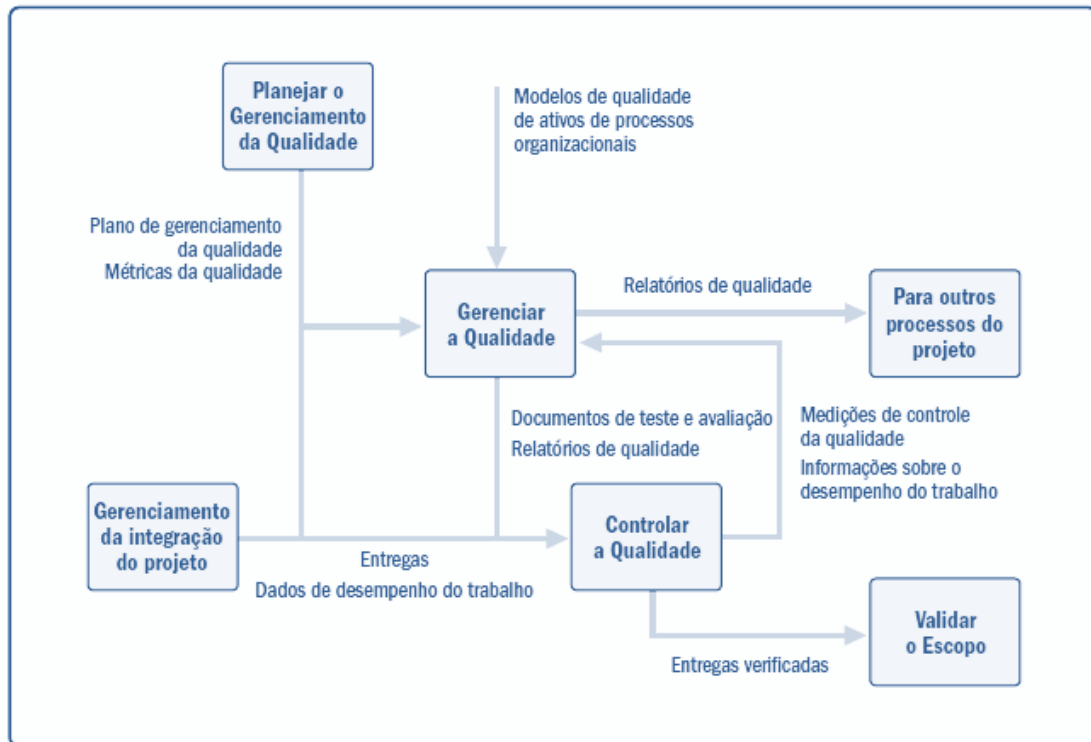 Planejar o
Gerenciamento
da Qualidade
Modelos de qualidade
de ativos de processos
organizacionais
Plano de gerenciamento
da qualidade
Métricas da qualidade
Gerenciar
a Qualidade
Relatórios de qualidade
Para outros
processos do
projeto
Documentos de teste e avaliação
Relatórios de qualidade
Medições de controle
da qualidade
Informações sobre o
desempenho do trabalho
Gerenciamento
da integração
do projeto
Entregas
Dados de desempenho do trabalho
Controlar
a Qualidade
Entregas verificadas
Validar
o Escopo